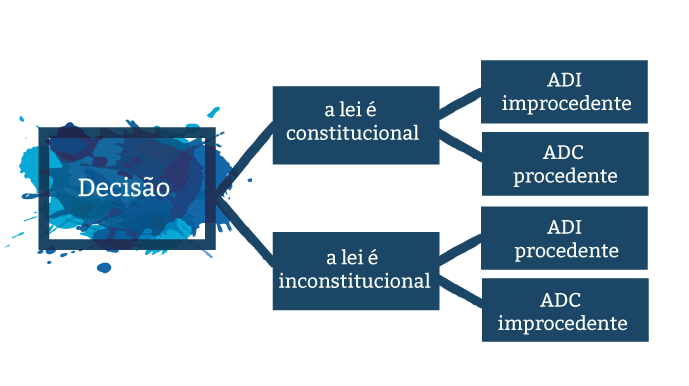 Decisão
a lei é
constitucional
ADI
improcedente
ADC
procedente
a lei é
inconstitucional
ADI
procedente
ADC
improcedente